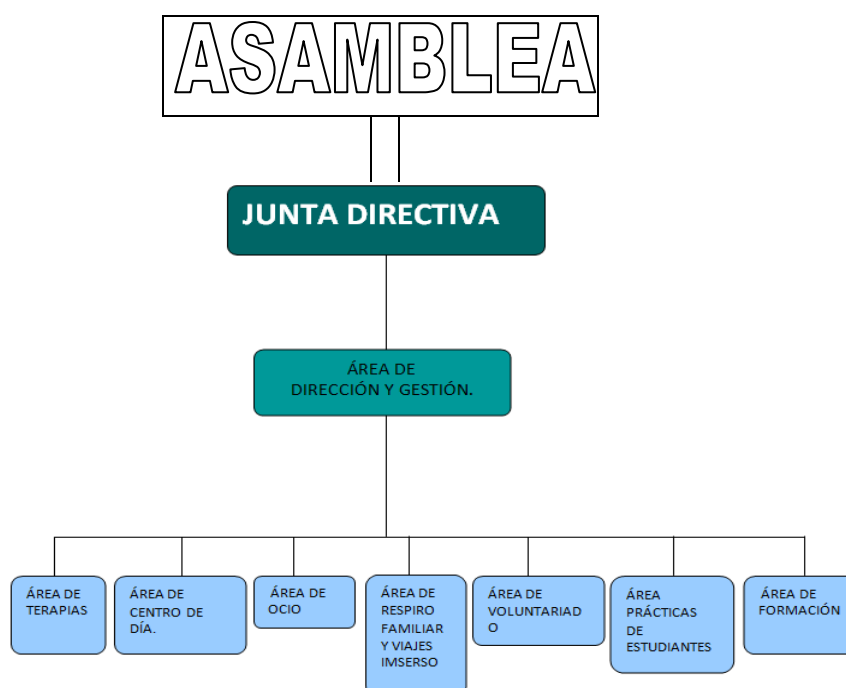 ASAMBLEA
JUNTA DIRECTIVA
ÁREA DE
DIRECCIÓN Y GESTIÓN.
ÁREA DE
TERAPIAS
ÁREA DE
CENTRO DE
DÍA.
ÁREA DE
OCIO
ÁREA DE
RESPIRO
FAMILIAR
Y VIAJES
IMSERSO
ÁREA DE
VOLUNTARIAD
O
ÁREA
PRÁCTICAS
DE
ESTUDIANTES
ÁREA DE
FORMACIÓN